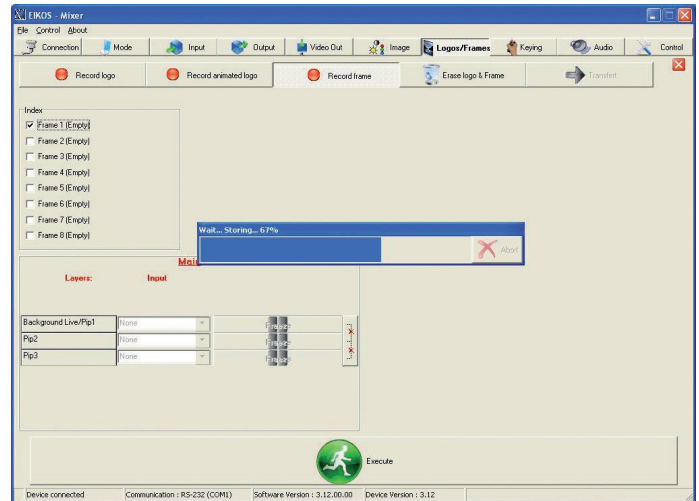 EIKOS - Mixer
File Control About
Connection Mode Input Output Video Out Image Logos/Frames Keying Audio Control
Record logo Record animated logo Record frame Erase logo & Frame Transfert
Index
Frame 1 (Empty)
Frame 2 (Empty)
Frame 3 (Empty)
Frame 4 (Empty)
Frame 5 (Empty)
Frame 6 (Empty)
Frame 7 (Empty)
Frame 8 (Empty)
Wait... Storing... 67%
Abort
Main
Layers: Input
Background Live/Pip1 None Freeze
Pip2 None Freeze
Pip3 None Freeze
Execute
Device connected Communication : RS-232 (COM1) Software Version : 3.12.00.00 Device Version : 3.12